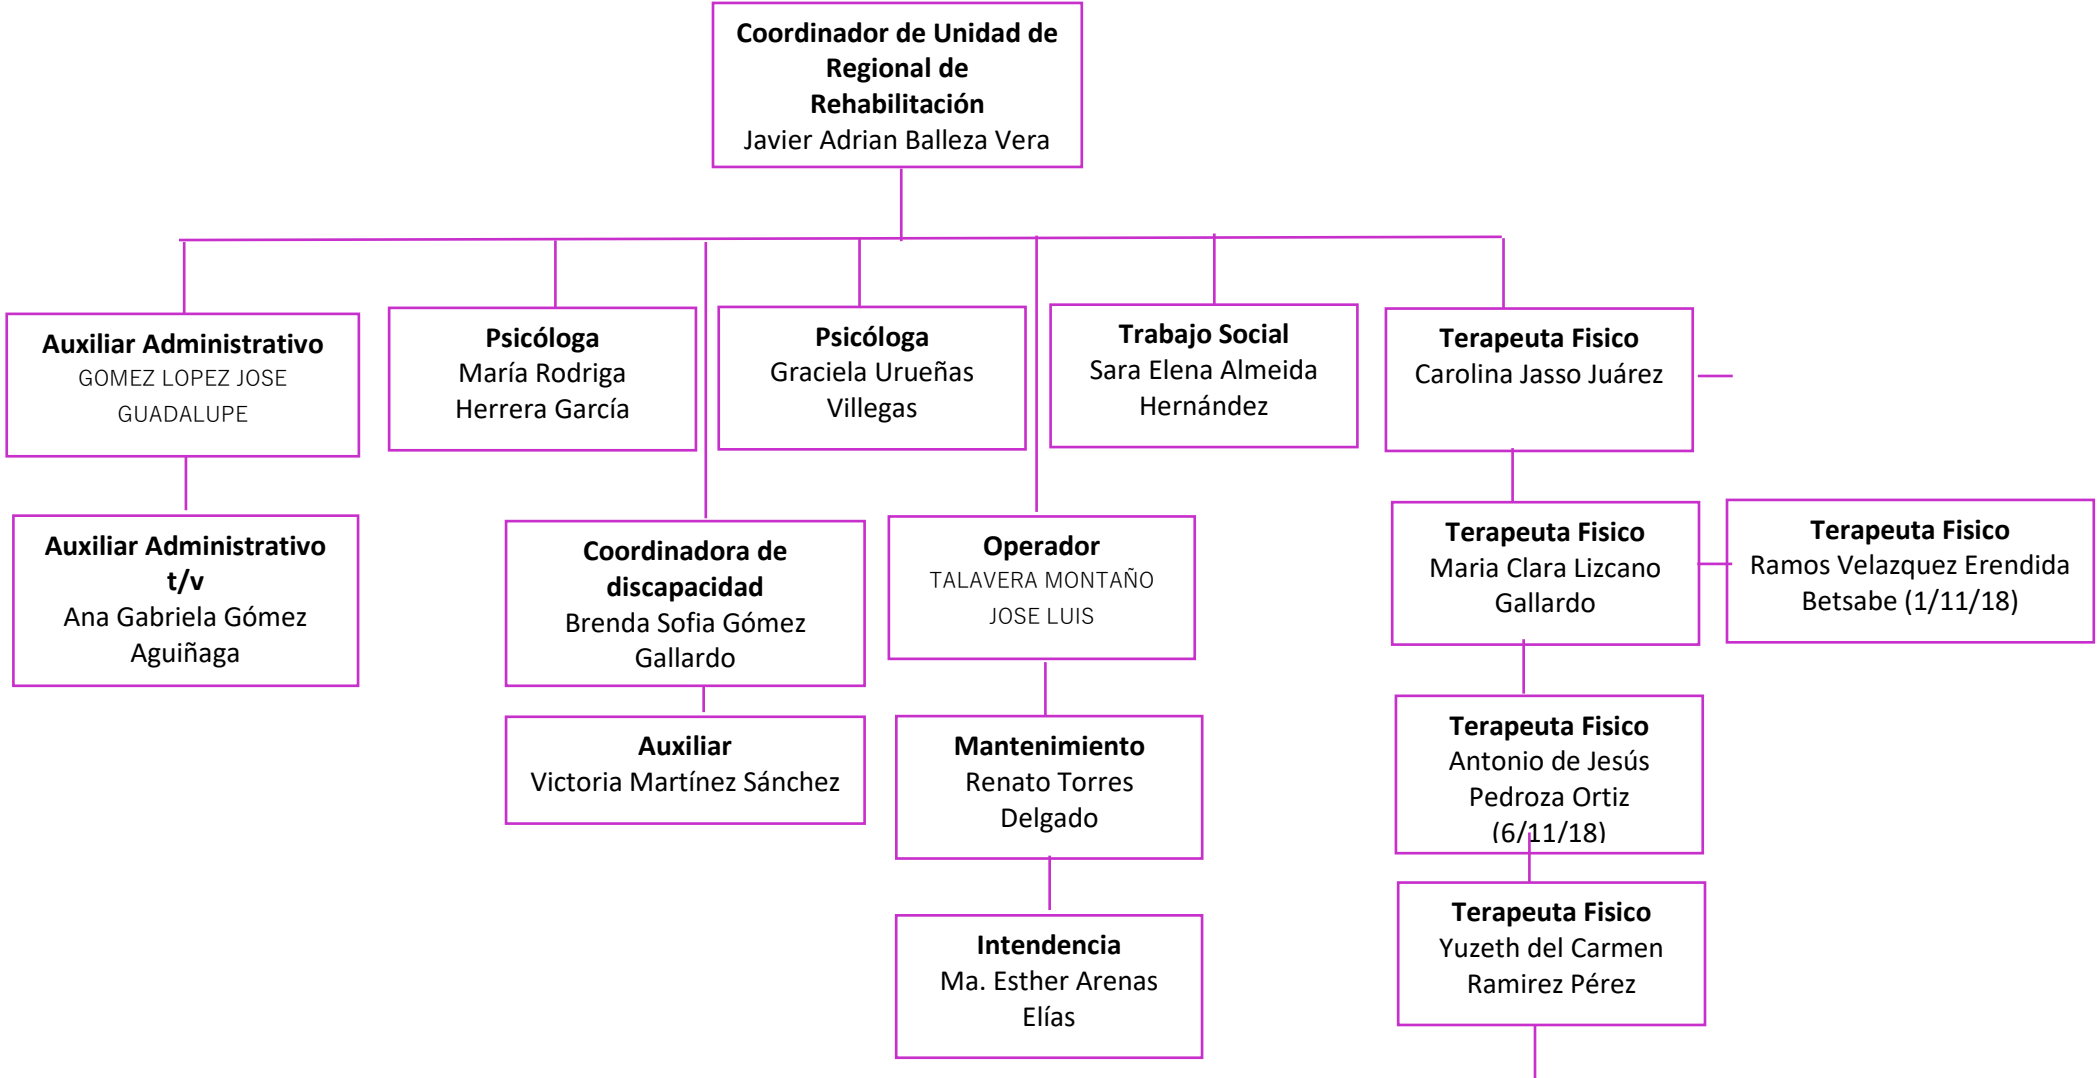 Coordinador de Unidad de
Regional de
Rehabilitación
Javier Adrian Balleza Vera
Auxiliar Administrativo
GOMEZ LOPEZ JOSE
GUADALUPE
Psicóloga
María Rodriga
Herrera García
Psicóloga
Graciela Urueñas
Villegas
Trabajo Social
Sara Elena Almeida
Hernández
Terapeuta Fisico
Carolina Jasso Juárez
Auxiliar Administrativo
t/v
Ana Gabriela Gómez
Aguiñaga
Coordinadora de
discapacidad
Brenda Sofia Gómez
Gallardo
Operador
TALAVERA MONTAÑO
JOSE LUIS
Terapeuta Fisico
Maria Clara Lizcano
Gallardo
Terapeuta Fisico
Ramos Velazquez Erendida
Betsabe (1/11/18)
Auxiliar
Victoria Martínez Sánchez
Mantenimiento
Renato Torres
Delgado
Terapeuta Fisico
Antonio de Jesús
Pedroza Ortiz
(6/11/18)
Intendencia
Ma. Esther Arenas
Elías
Terapeuta Fisico
Yuzeth del Carmen
Ramirez Pérez